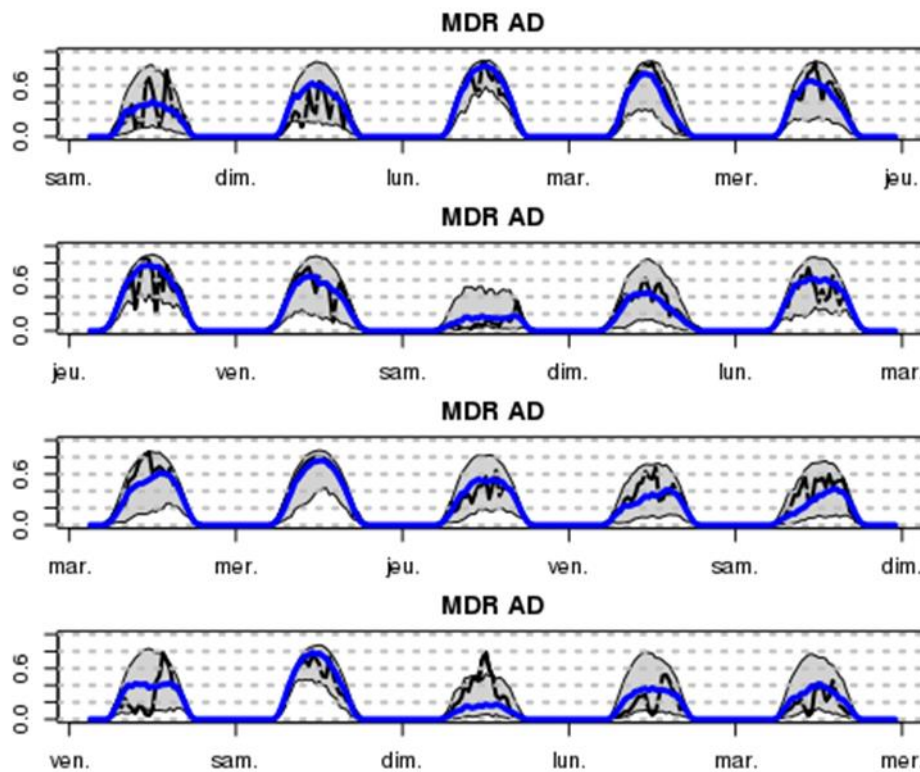 MDR AD
0.6
0.0
sam. dim. lun. mar. mer. jeu.
MDR AD
0.6
0.0
jeu. ven. sam. dim. lun. mar
MDR AD
0.6
0.0
mar. mer. jeu. ven. sam. dim.
MDR AD
0.6
0.0
ven. sam. dim. lun. mar. mer